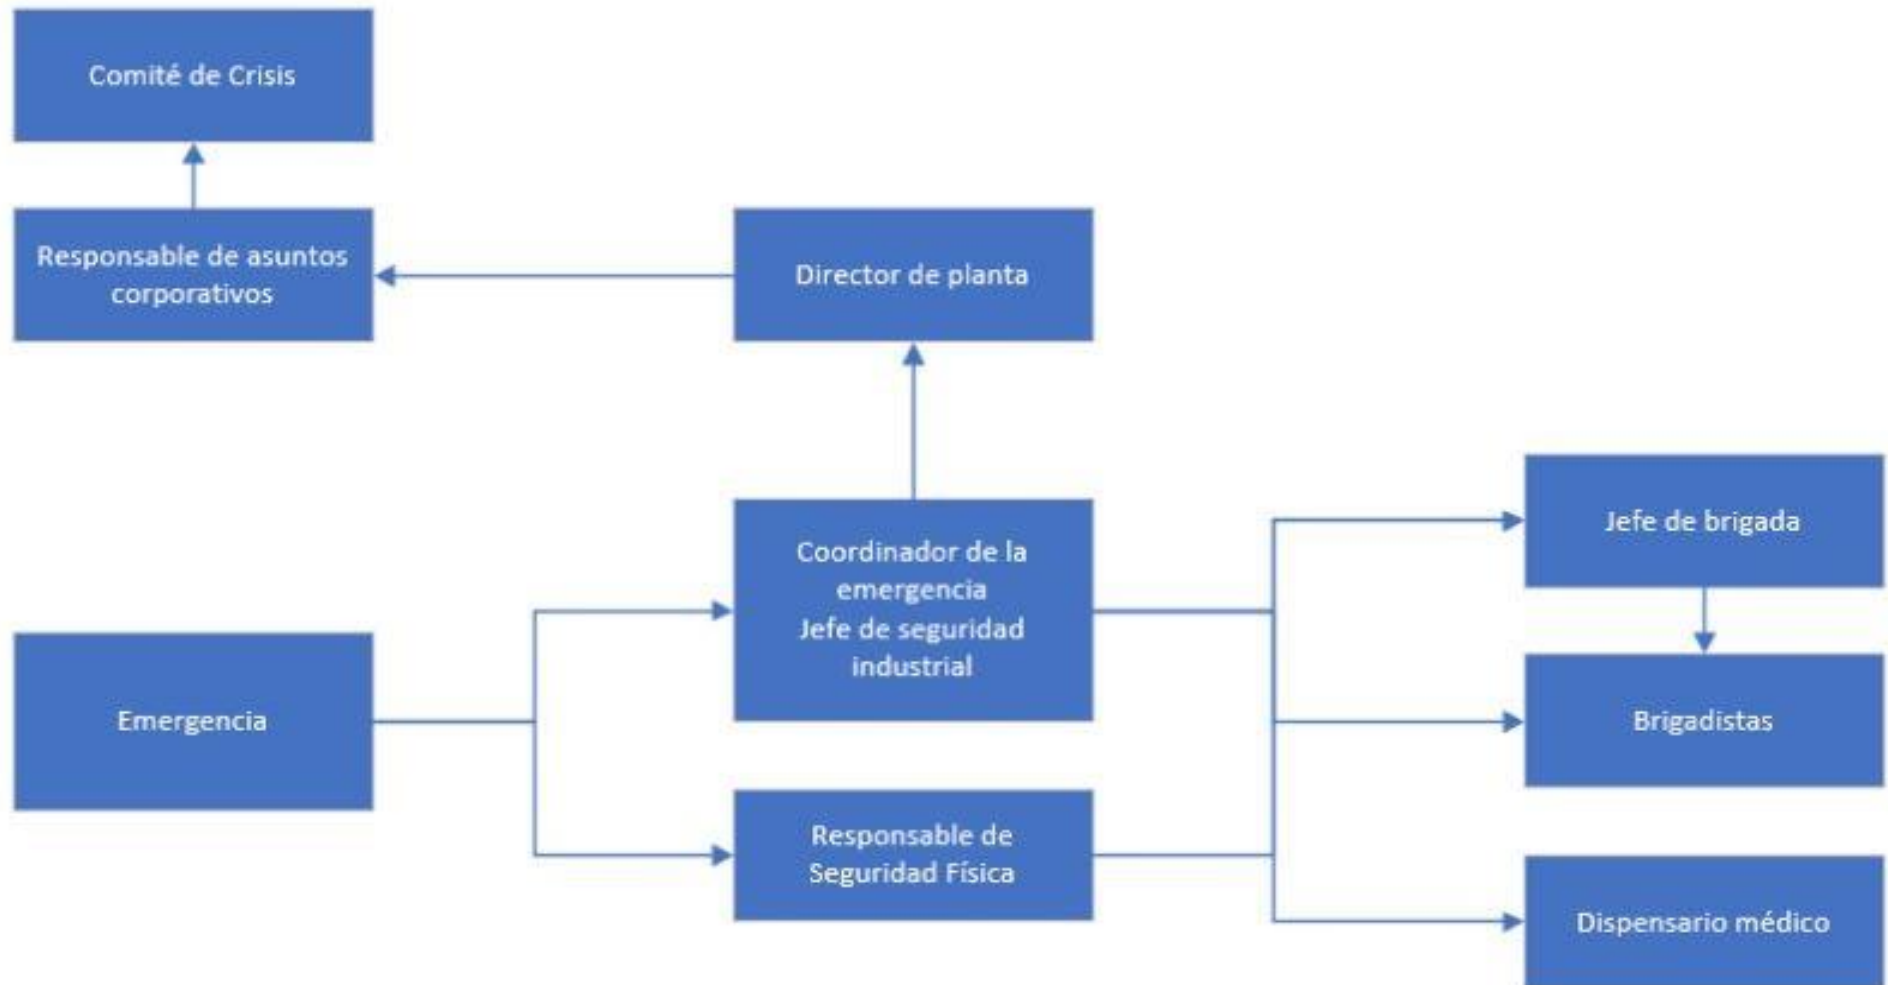 Comité de Crisis
Responsable de asuntos
corporativos
Director de planta
Coordinador de la
emergencia
Jefe de seguridad
industrial
Jefe de brigada
Emergencia
Brigadistas
Responsable de
Seguridad Física
Dispensario médico